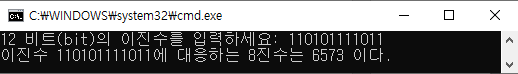 C:₩WINDOWS₩system32₩cmd.exe
12 비트(bit)의 이진수를 입력하세요: 110101111011
이진수 110101111011에 대응하는 8진수는 6573 이다.